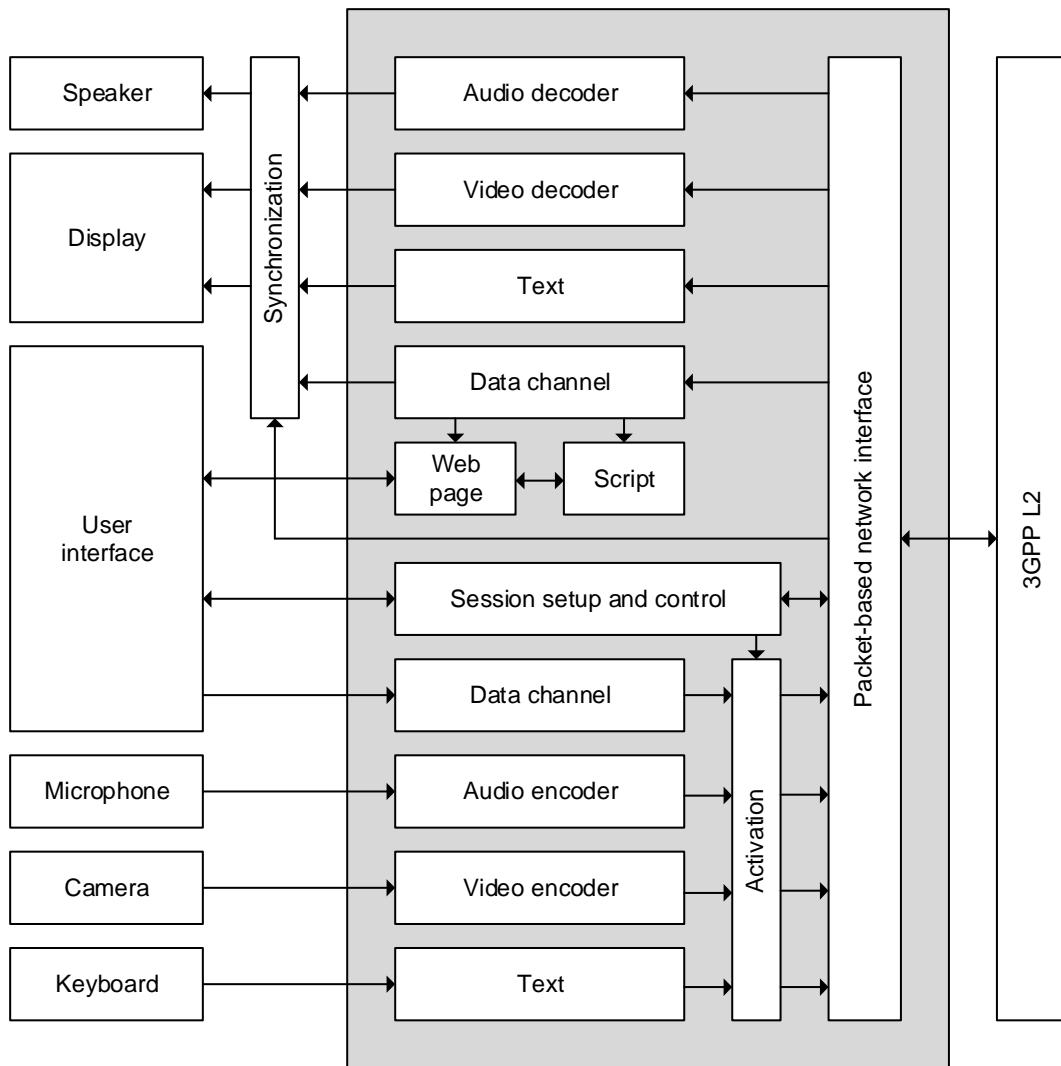 Speaker
Display
User
interface
Microphone
Camera
Keyboard
Synchronization
Audio decoder
Video decoder
Text
Data channel
Web
page
Script
Session setup and control
Data channel
Audio encoder
Video encoder
Text
Activation
Packet-based network interface
3GPP L2